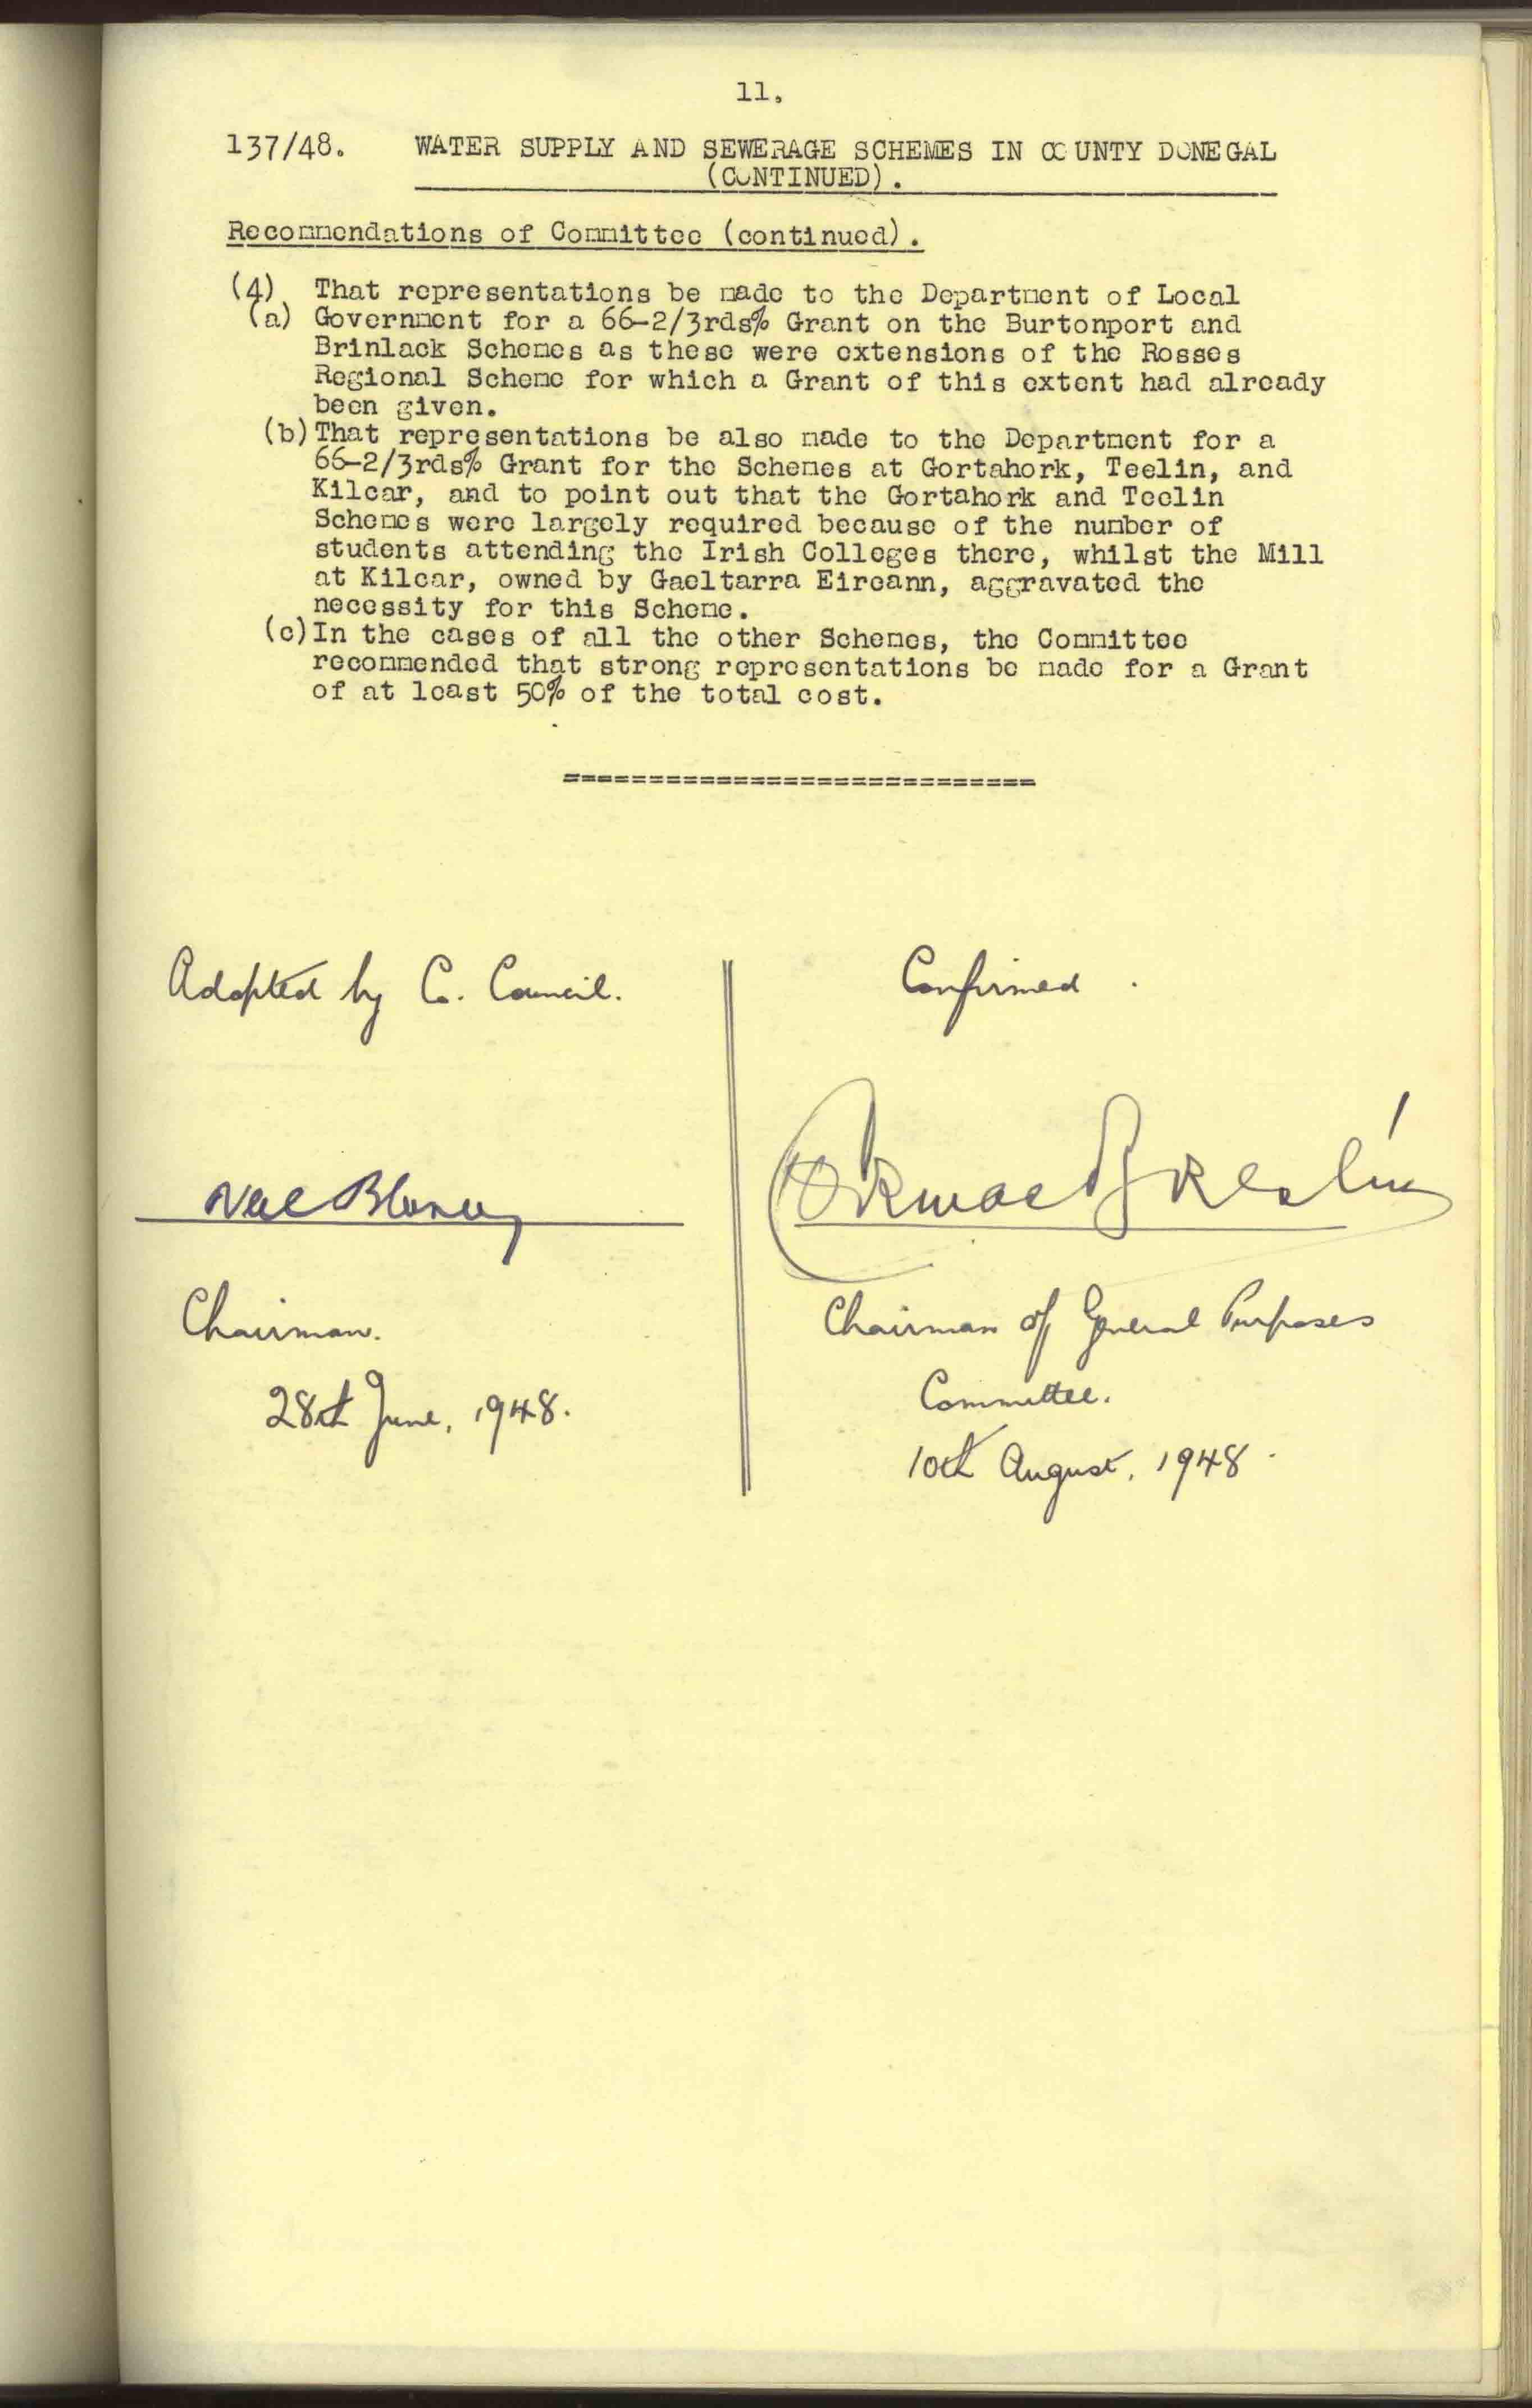 11.
137/48. WATER SUPPLY AND SEWERAGE SCHEMES IN COUNTY DONEGAL
(CONTINUED).
Recommendations of Committee (continued).
(4) That representations be made to the Department of Local
(a) Government for a 66-2/3rds% Grant on the Burtonport and
Brinlack Schemes as these were extensions of the Rosses
Regional Scheme for which a Grant of this extent had already
been given.
(b) That representations be also made to the Department for a
66-2/3rds% Grant for the Schemes at Gortahork, Teelin, and
Kilcar, and to point out that the Gortahork and Teelin
Schemes were largely required because of the number of
students attending the Irish Colleges there, whilst the Mill
at Kilcar, owned by Gaeltarra Eireann, aggravated the
necessity for this Scheme.
(c) In the cases of all the other Schemes, the Committee
recommended that strong representations be made for a Grant
of at least 50% of the total cost.
============================
Adopted by Co. Council.
Neal Blaney
Chairman.
28th June, 1948.
Confirmed.
Cormac Breslin
Chairman of General Purposes
Committee.
10th August, 1948.